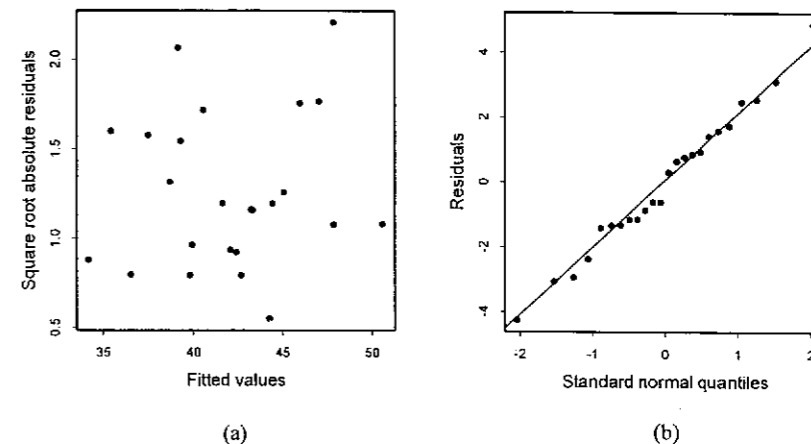 Square root absolute residuals
2.0
1.5
1.0
0.5
35 40 45 50
Fitted values
(a)
Residuals
4
2
0
-2
-4
-2 -1 0 1 2
Standard normal quantiles
(b)